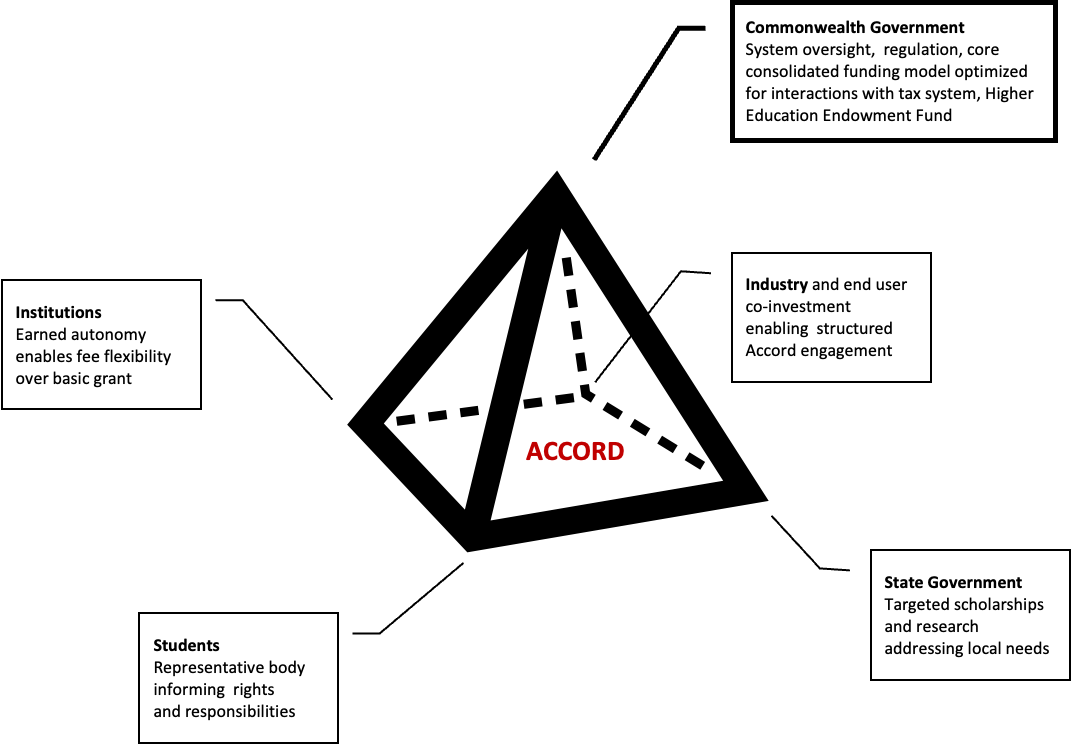 Commonwealth Government
System oversight, regulation, core
consolidated funding model optimized
for interactions with tax system, Higher
Education Endowment Fund
Industry and end user
co-investment
enabling structured
Accord engagement
Institutions
Earned autonomy
enables fee flexibility
over basic grant
ACCORD
State Government
Targeted scholarships
and research
addressing local needs
Students
Representative body
informing rights
and responsibilities